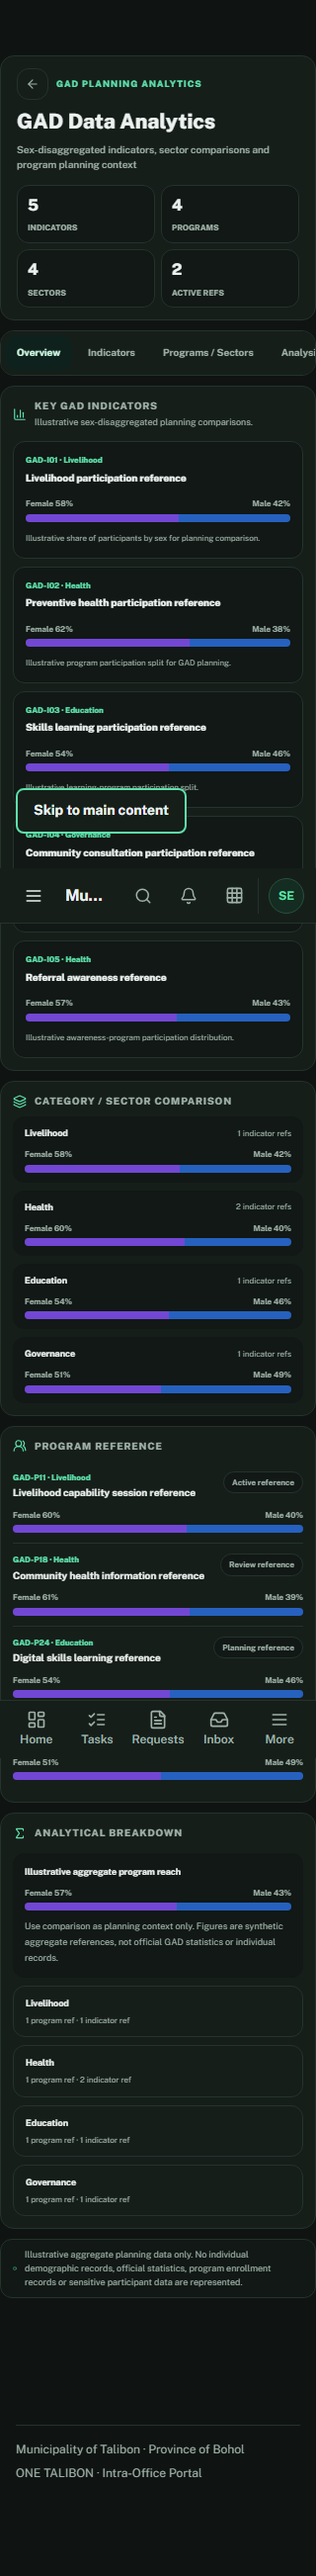 GAD PLANNING ANALYTICS
GAD Data Analytics
Sex-disaggregated indicators, sector comparisons and
program planning context
5
INDICATORS
4
PROGRAMS
4
SECTORS
2
ACTIVE REFS
Overview
Indicators
Programs / Sectors
Analysi
KEY GAD INDICATORS
Illustrative sex-disaggregated planning comparisons.
GAD-I01 · Livelihood
Livelihood participation reference
Female 58%
Male 42%
Illustrative share of participants by sex for planning comparison.
GAD-I02 · Health
Preventive health participation reference
Female 62%
Male 38%
Illustrative program participation split for GAD planning.
GAD-I03 · Education
Skills learning participation reference
Female 54%
Male 46%
Illustrative learning-program participation split.
Skip to main content
GAD-I04 · Governance
Community consultation participation reference
Mu...
SE
GAD-I05 · Health
Referral awareness reference
Female 57%
Male 43%
Illustrative awareness-program participation distribution.
CATEGORY / SECTOR COMPARISON
Livelihood
1 indicator refs
Female 58%
Male 42%
Health
2 indicator refs
Female 60%
Male 40%
Education
1 indicator refs
Female 54%
Male 46%
Governance
1 indicator refs
Female 51%
Male 49%
PROGRAM REFERENCE
GAD-P11 · Livelihood
Livelihood capability session reference
Active reference
Female 60%
Male 40%
GAD-P18 · Health
Community health information reference
Review reference
Female 61%
Male 39%
GAD-P24 · Education
Digital skills learning reference
Planning reference
Female 54%
Male 46%
Home
Tasks
Requests
Inbox
More
Female 51%
Male 49%
ANALYTICAL BREAKDOWN
Illustrative aggregate program reach
Female 57%
Male 43%
Use comparison as planning context only. Figures are synthetic
aggregate references, not official GAD statistics or individual
records.
Livelihood
1 program ref · 1 indicator ref
Health
1 program ref · 2 indicator ref
Education
1 program ref · 1 indicator ref
Governance
1 program ref · 1 indicator ref
Illustrative aggregate planning data only. No individual
demographic records, official statistics, program enrollment
records or sensitive participant data are represented.
Municipality of Talibon · Province of Bohol
ONE TALIBON · Intra-Office Portal